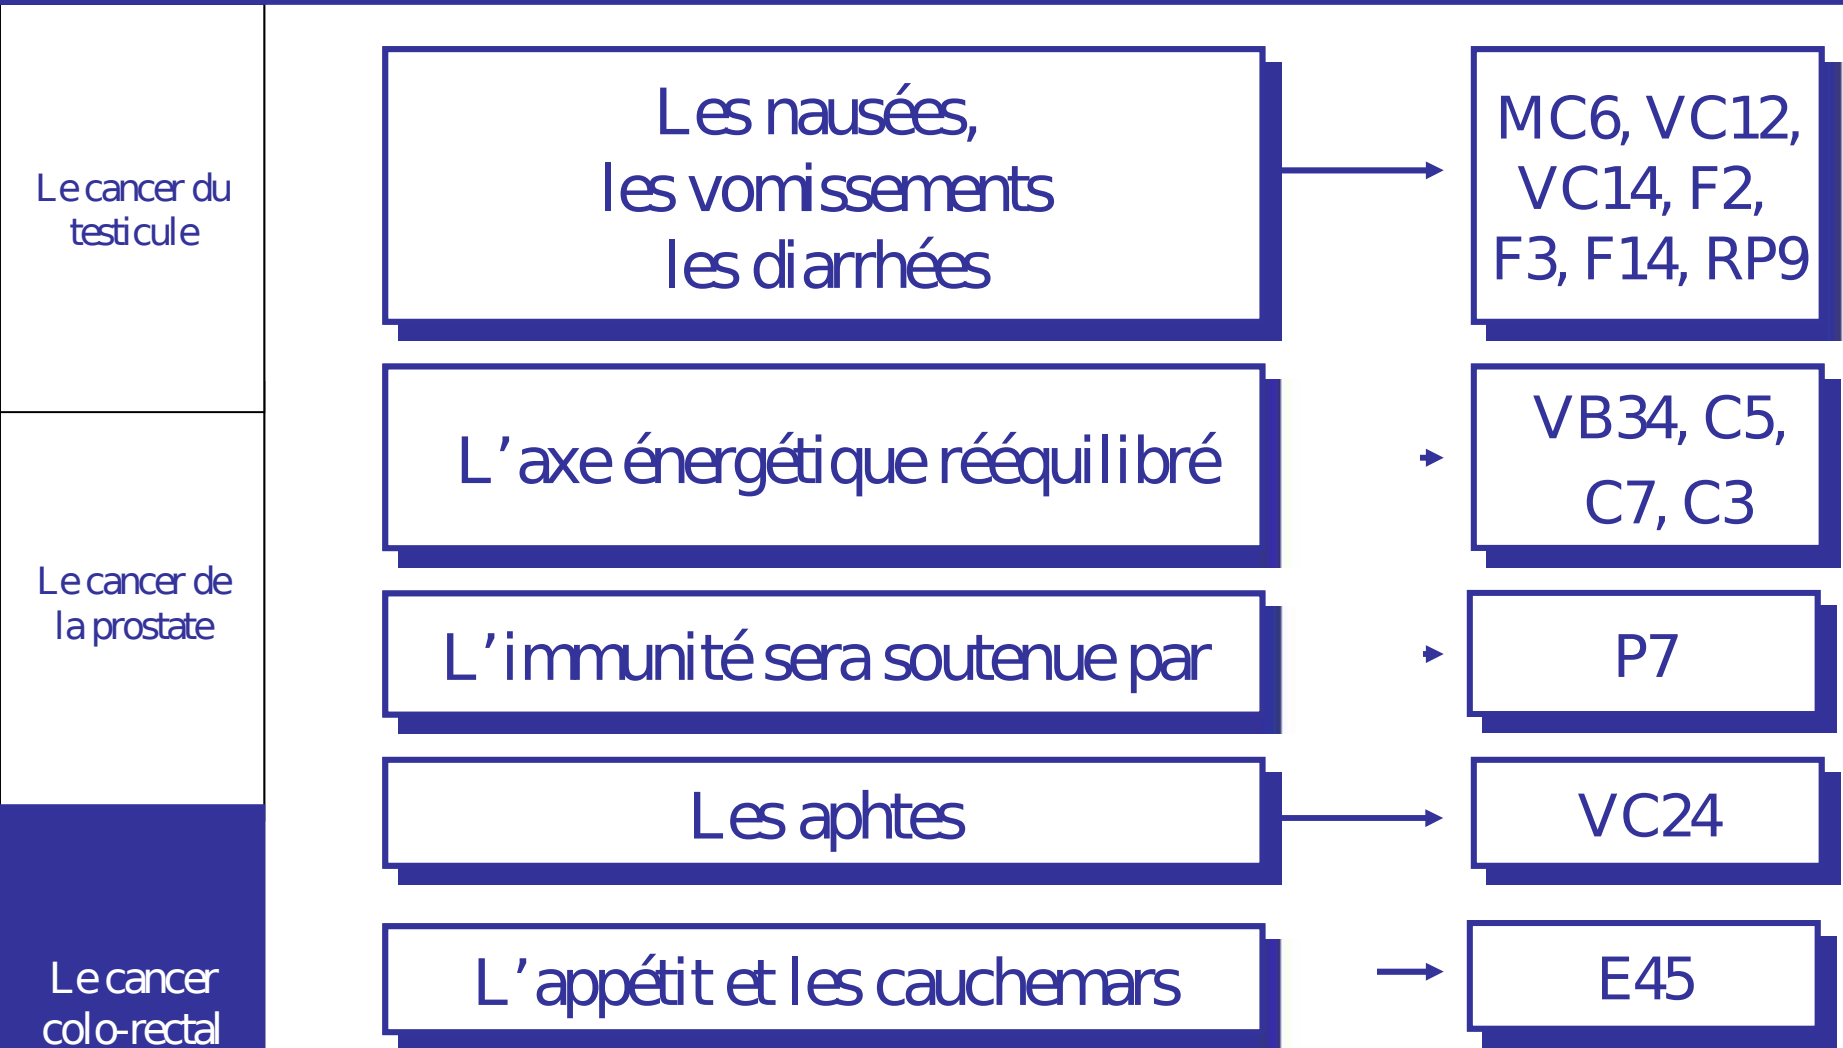 Le cancer du
testicule
Le cancer de
la prostate
Le cancer
colo-rectal
Les nausées,
les vomissements
les diarrhées
MC6, VC12,
VC14, F2,
F3, F14, RP9
L’axe énergétique rééquilibré
VB34, C5,
C7, C3
L’immunité sera soutenue par
P7
Les aphtes
VC24
L’appétit et les cauchemars
E45